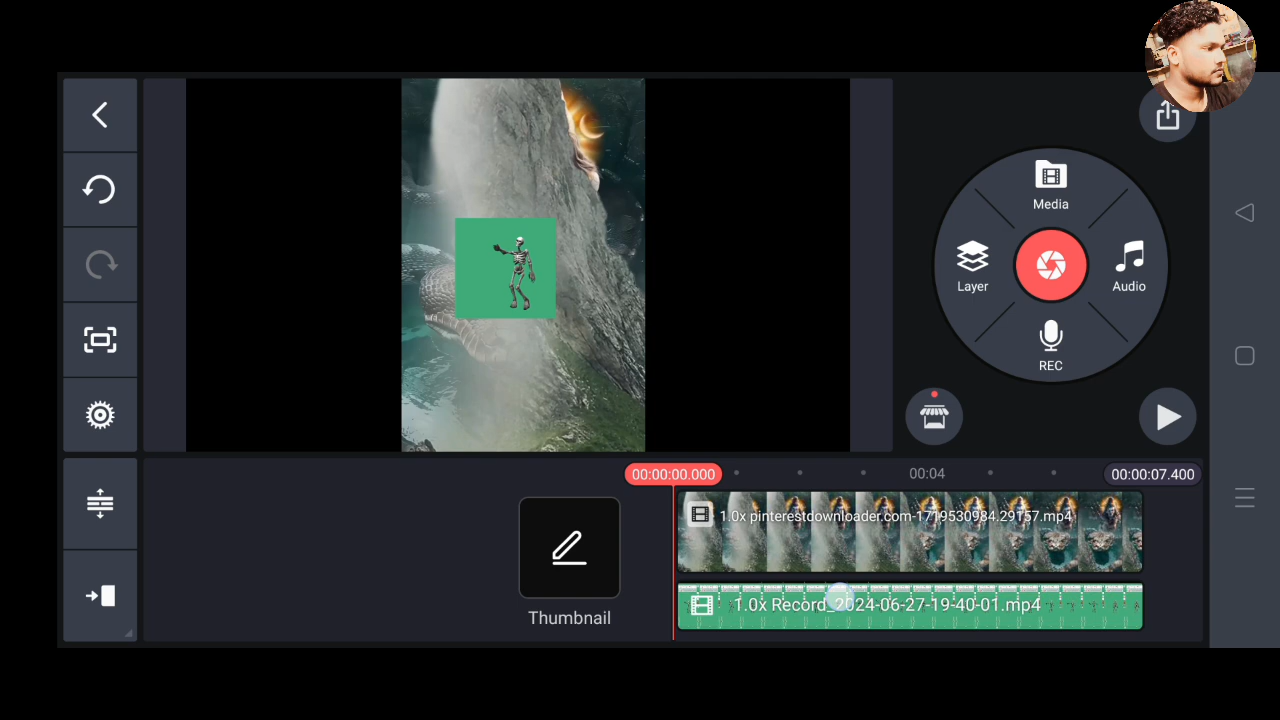 Media
Layer
Audio
REC
00:00:00.000
00:04
00:00:07.400
1.0x pinterestdownloader.com-1719530984.29157.mp4
1.0x Record_2024-06-27-19-40-01.mp4
Thumbnail